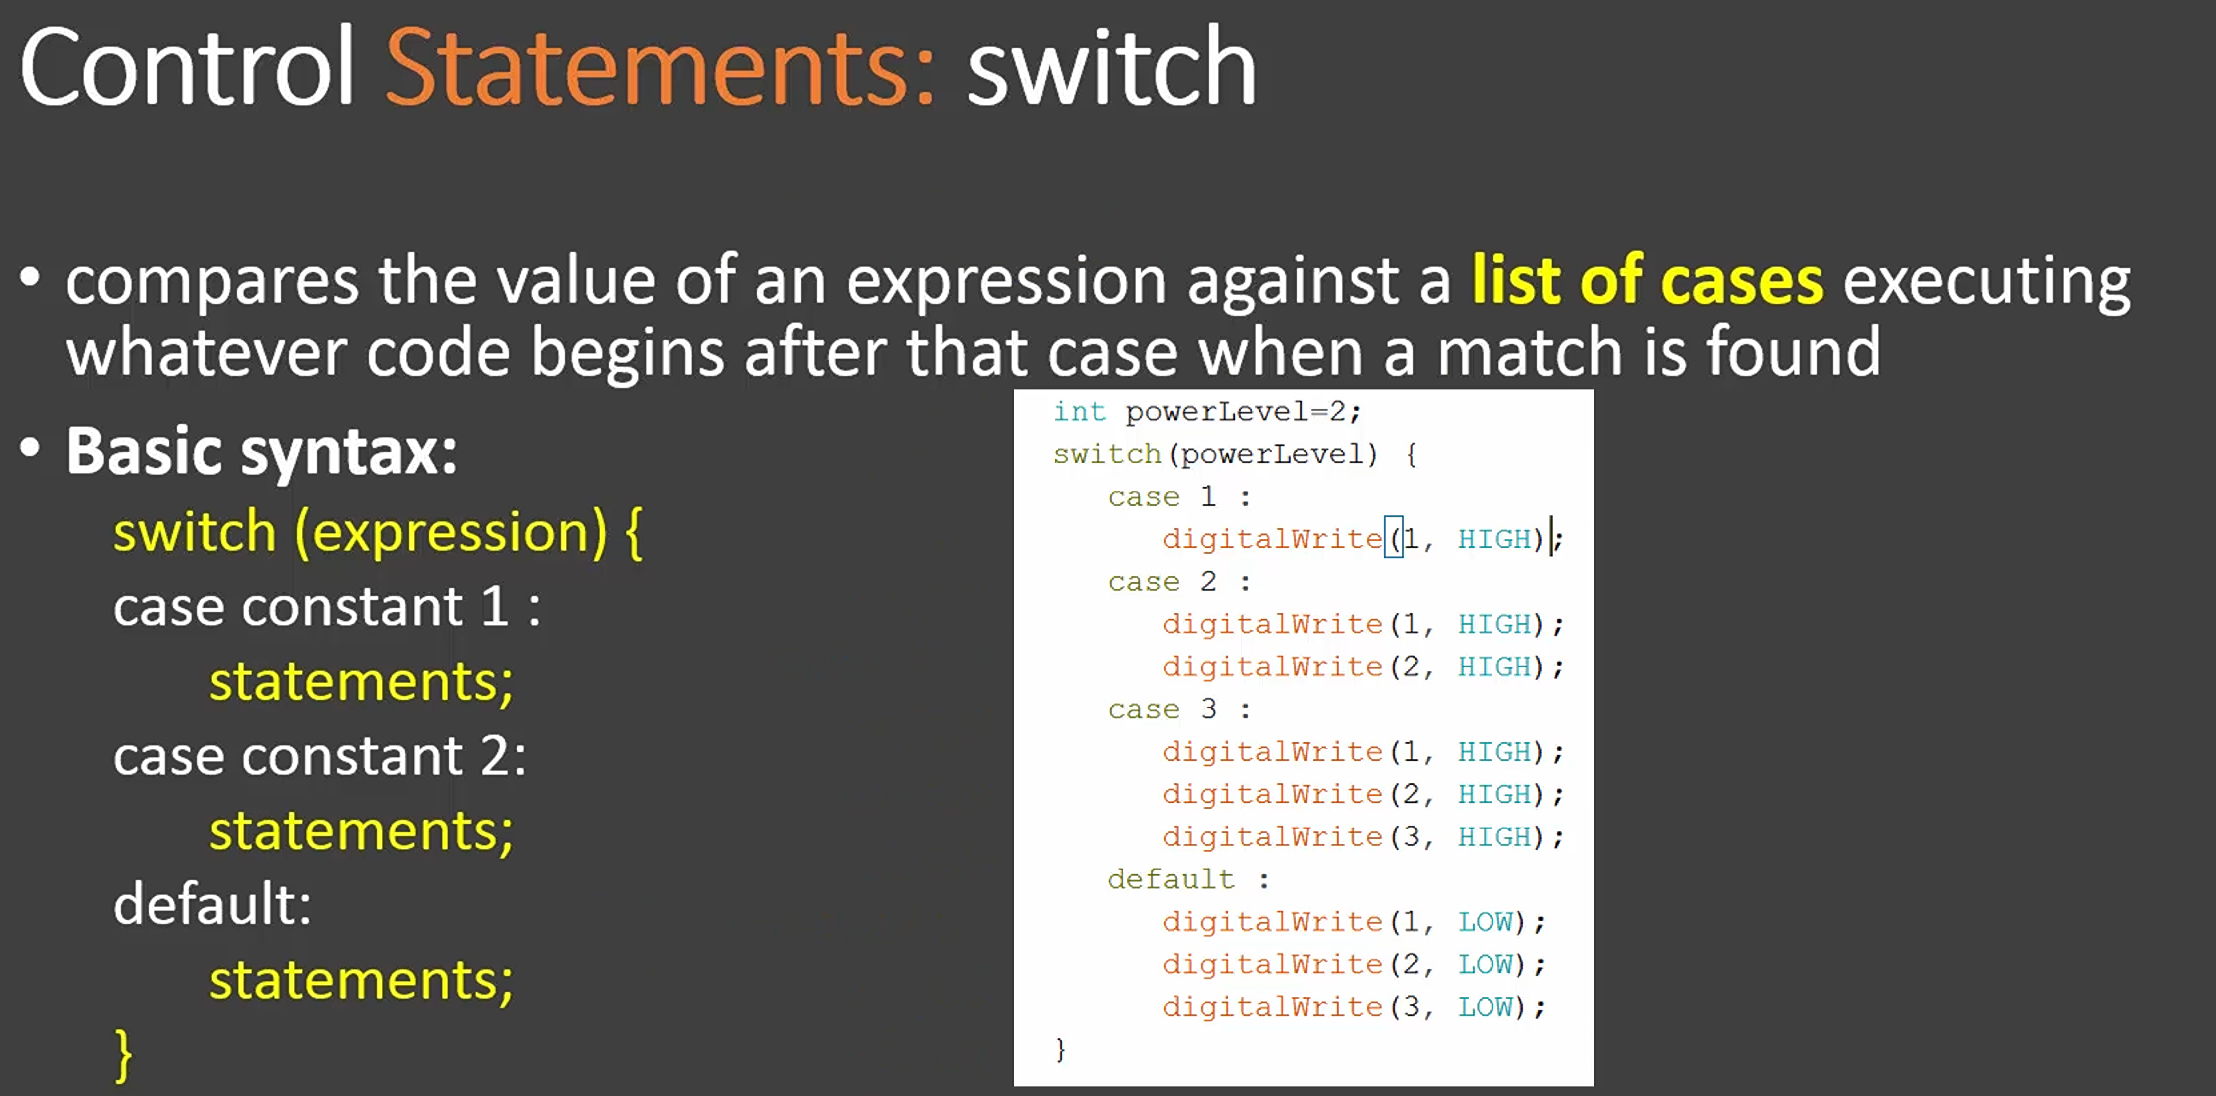 Control Statements: switch
• compares the value of an expression against a list of cases executing
whatever code begins after that case when a match is found
• Basic syntax:
switch (expression) {
case constant 1 :
statements;
case constant 2:
statements;
default:
statements;
}
int powerLevel=2;
switch(powerLevel) {
case 1 :
digitalWrite(1, HIGH);
case 2 :
digitalWrite(1, HIGH);
digitalWrite(2, HIGH);
case 3 :
digitalWrite(1, HIGH);
digitalWrite(2, HIGH);
digitalWrite(3, HIGH);
default :
digitalWrite(1, LOW);
digitalWrite(2, LOW);
digitalWrite(3, LOW);
}